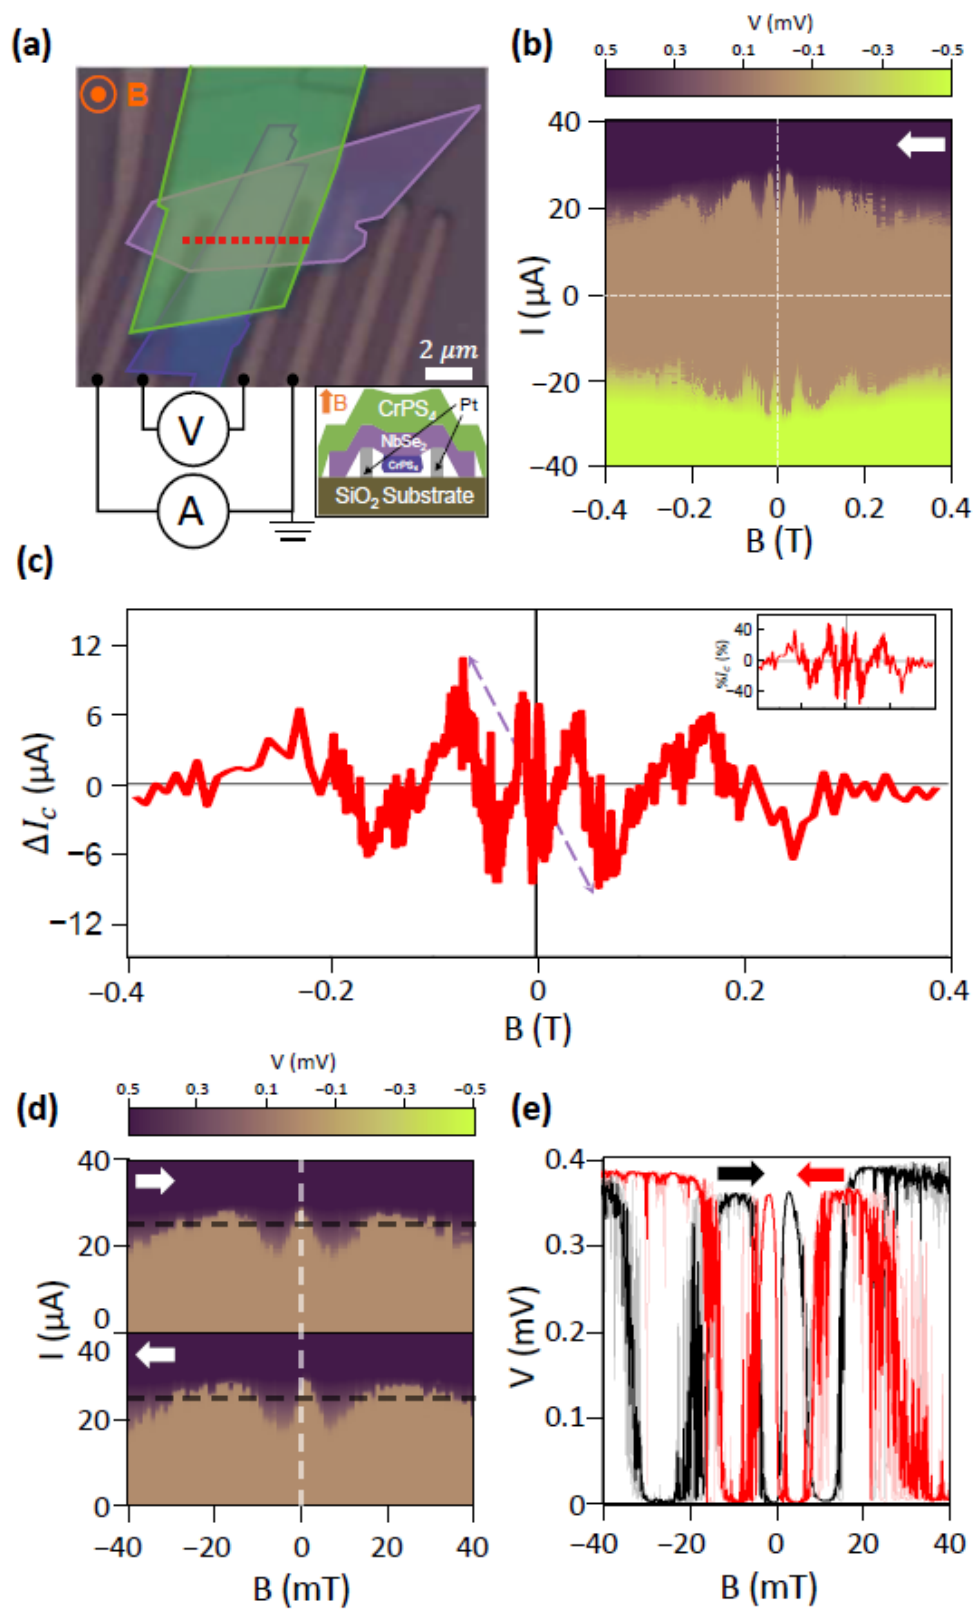 (a)
B
2 μm
V
A
B
CrPS4
Pt
NbSe2
CrPS4
SiO2 Substrate
(b)
V (mV)
0.5 0.3 0.1 −0.1 −0.3 −0.5
40
20
0
−20
−40
I (μA)
−0.4 −0.2 0 0.2 0.4
B (T)
(c)
12
6
0
−6
−12
ΔIc (μA)
−0.4 −0.2 0 0.2 0.4
B (T)
40
0
−40
%Ic (%)
(d)
V (mV)
0.5 0.3 0.1 −0.1 −0.3 −0.5
40
20
0
40
20
0
I (μA)
−40 −20 0 20 40
B (mT)
(e)
0.4
0.3
0.2
0.1
0
V (mV)
−40 −20 0 20 40
B (mT)